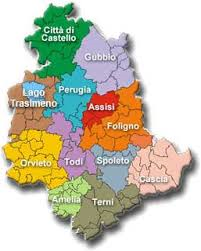 Città di
Castello
Gubbio
Lago
Trasimeno
Perugia
Assisi
Foligno
Orvieto
Todi
Spoleto
Cascia
Amelia
Terni